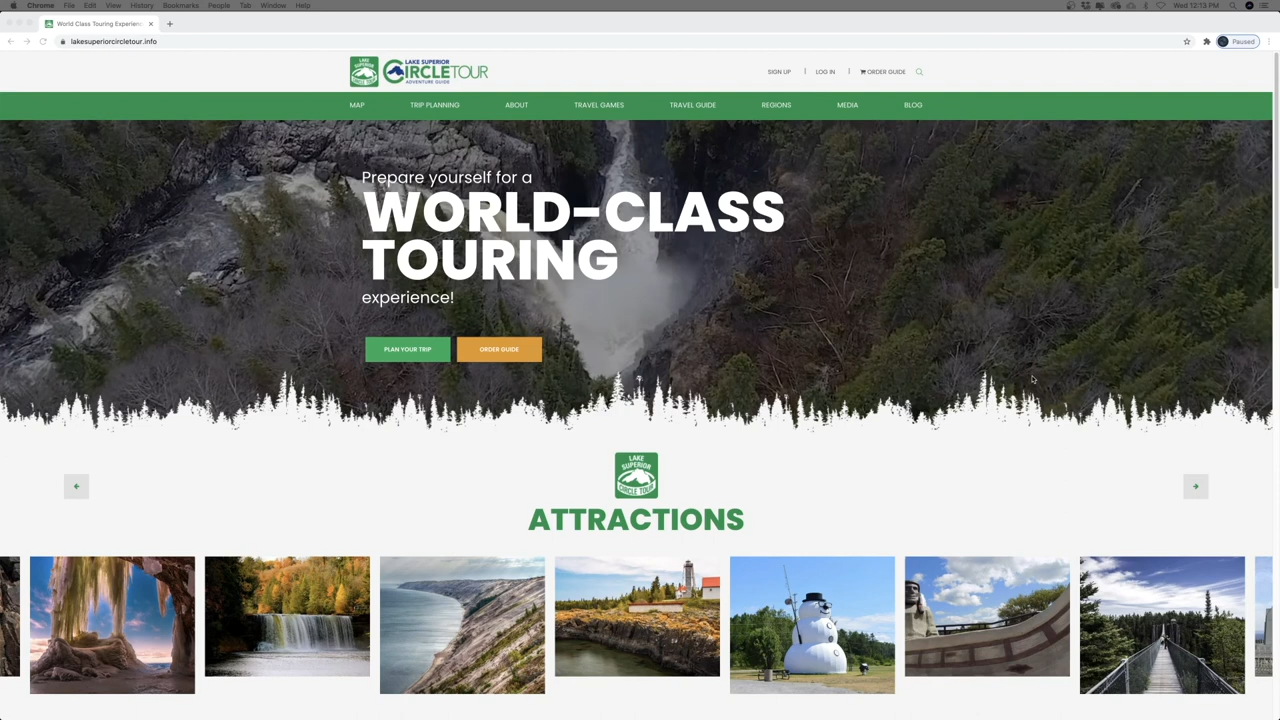 Chrome File Edit View History Bookmarks People Tab Window Help
Wed 12:13 PM
World Class Touring Experien
lakesuperiorcircletour.info
Paused
LAKE SUPERIOR CIRCLE TOUR
LAKE SUPERIOR
CIRCLETOUR
ADVENTURE GUIDE
SIGN UP | LOG IN | ORDER GUIDE
MAP TRIP PLANNING ABOUT TRAVEL GAMES TRAVEL GUIDE REGIONS MEDIA BLOG
Prepare yourself for a
WORLD-CLASS
TOURING
experience!
PLAN YOUR TRIP ORDER GUIDE
LAKE
SUPERIOR
CIRCLE TOUR
ATTRACTIONS